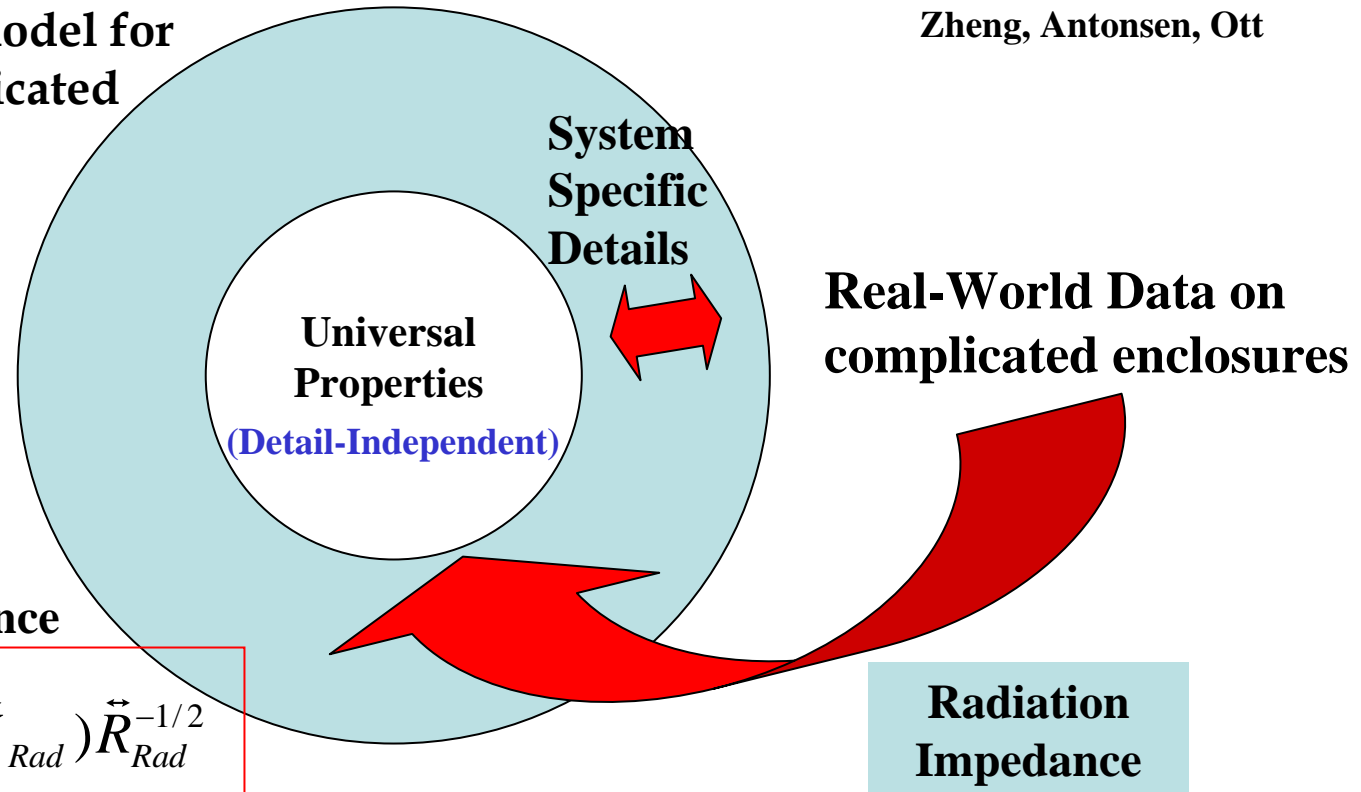 odel for
icated
Zheng, Antonsen, Ott
System
Specific
Details
Universal
Properties
(Detail-Independent)
Real-World Data on
complicated enclosures
nce
Rad ) R⃡ Rad −1/2
Radiation
Impedance